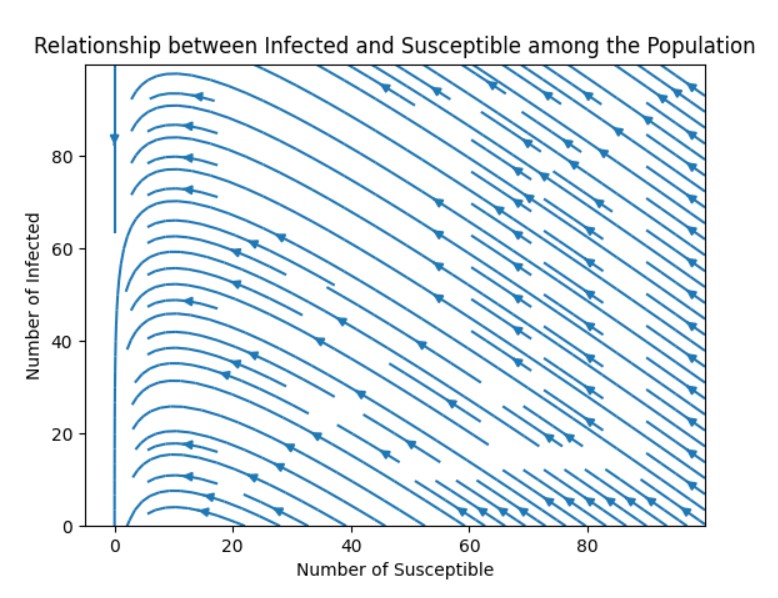 Relationship between Infected and Susceptible among the Population
80
60
40
20
0
Number of Infected
0 20 40 60 80
Number of Susceptible